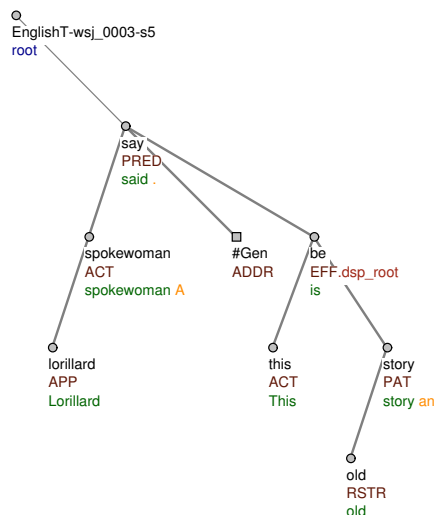 EnglishT-wsj_0003-s5
root
say
PRED
said .
spokewoman
ACT
spokewoman A
#Gen
ADDR
be
EFF.dsp_root
is
lorillard
APP
Lorillard
this
ACT
This
story
PAT
story an
old
RSTR
old